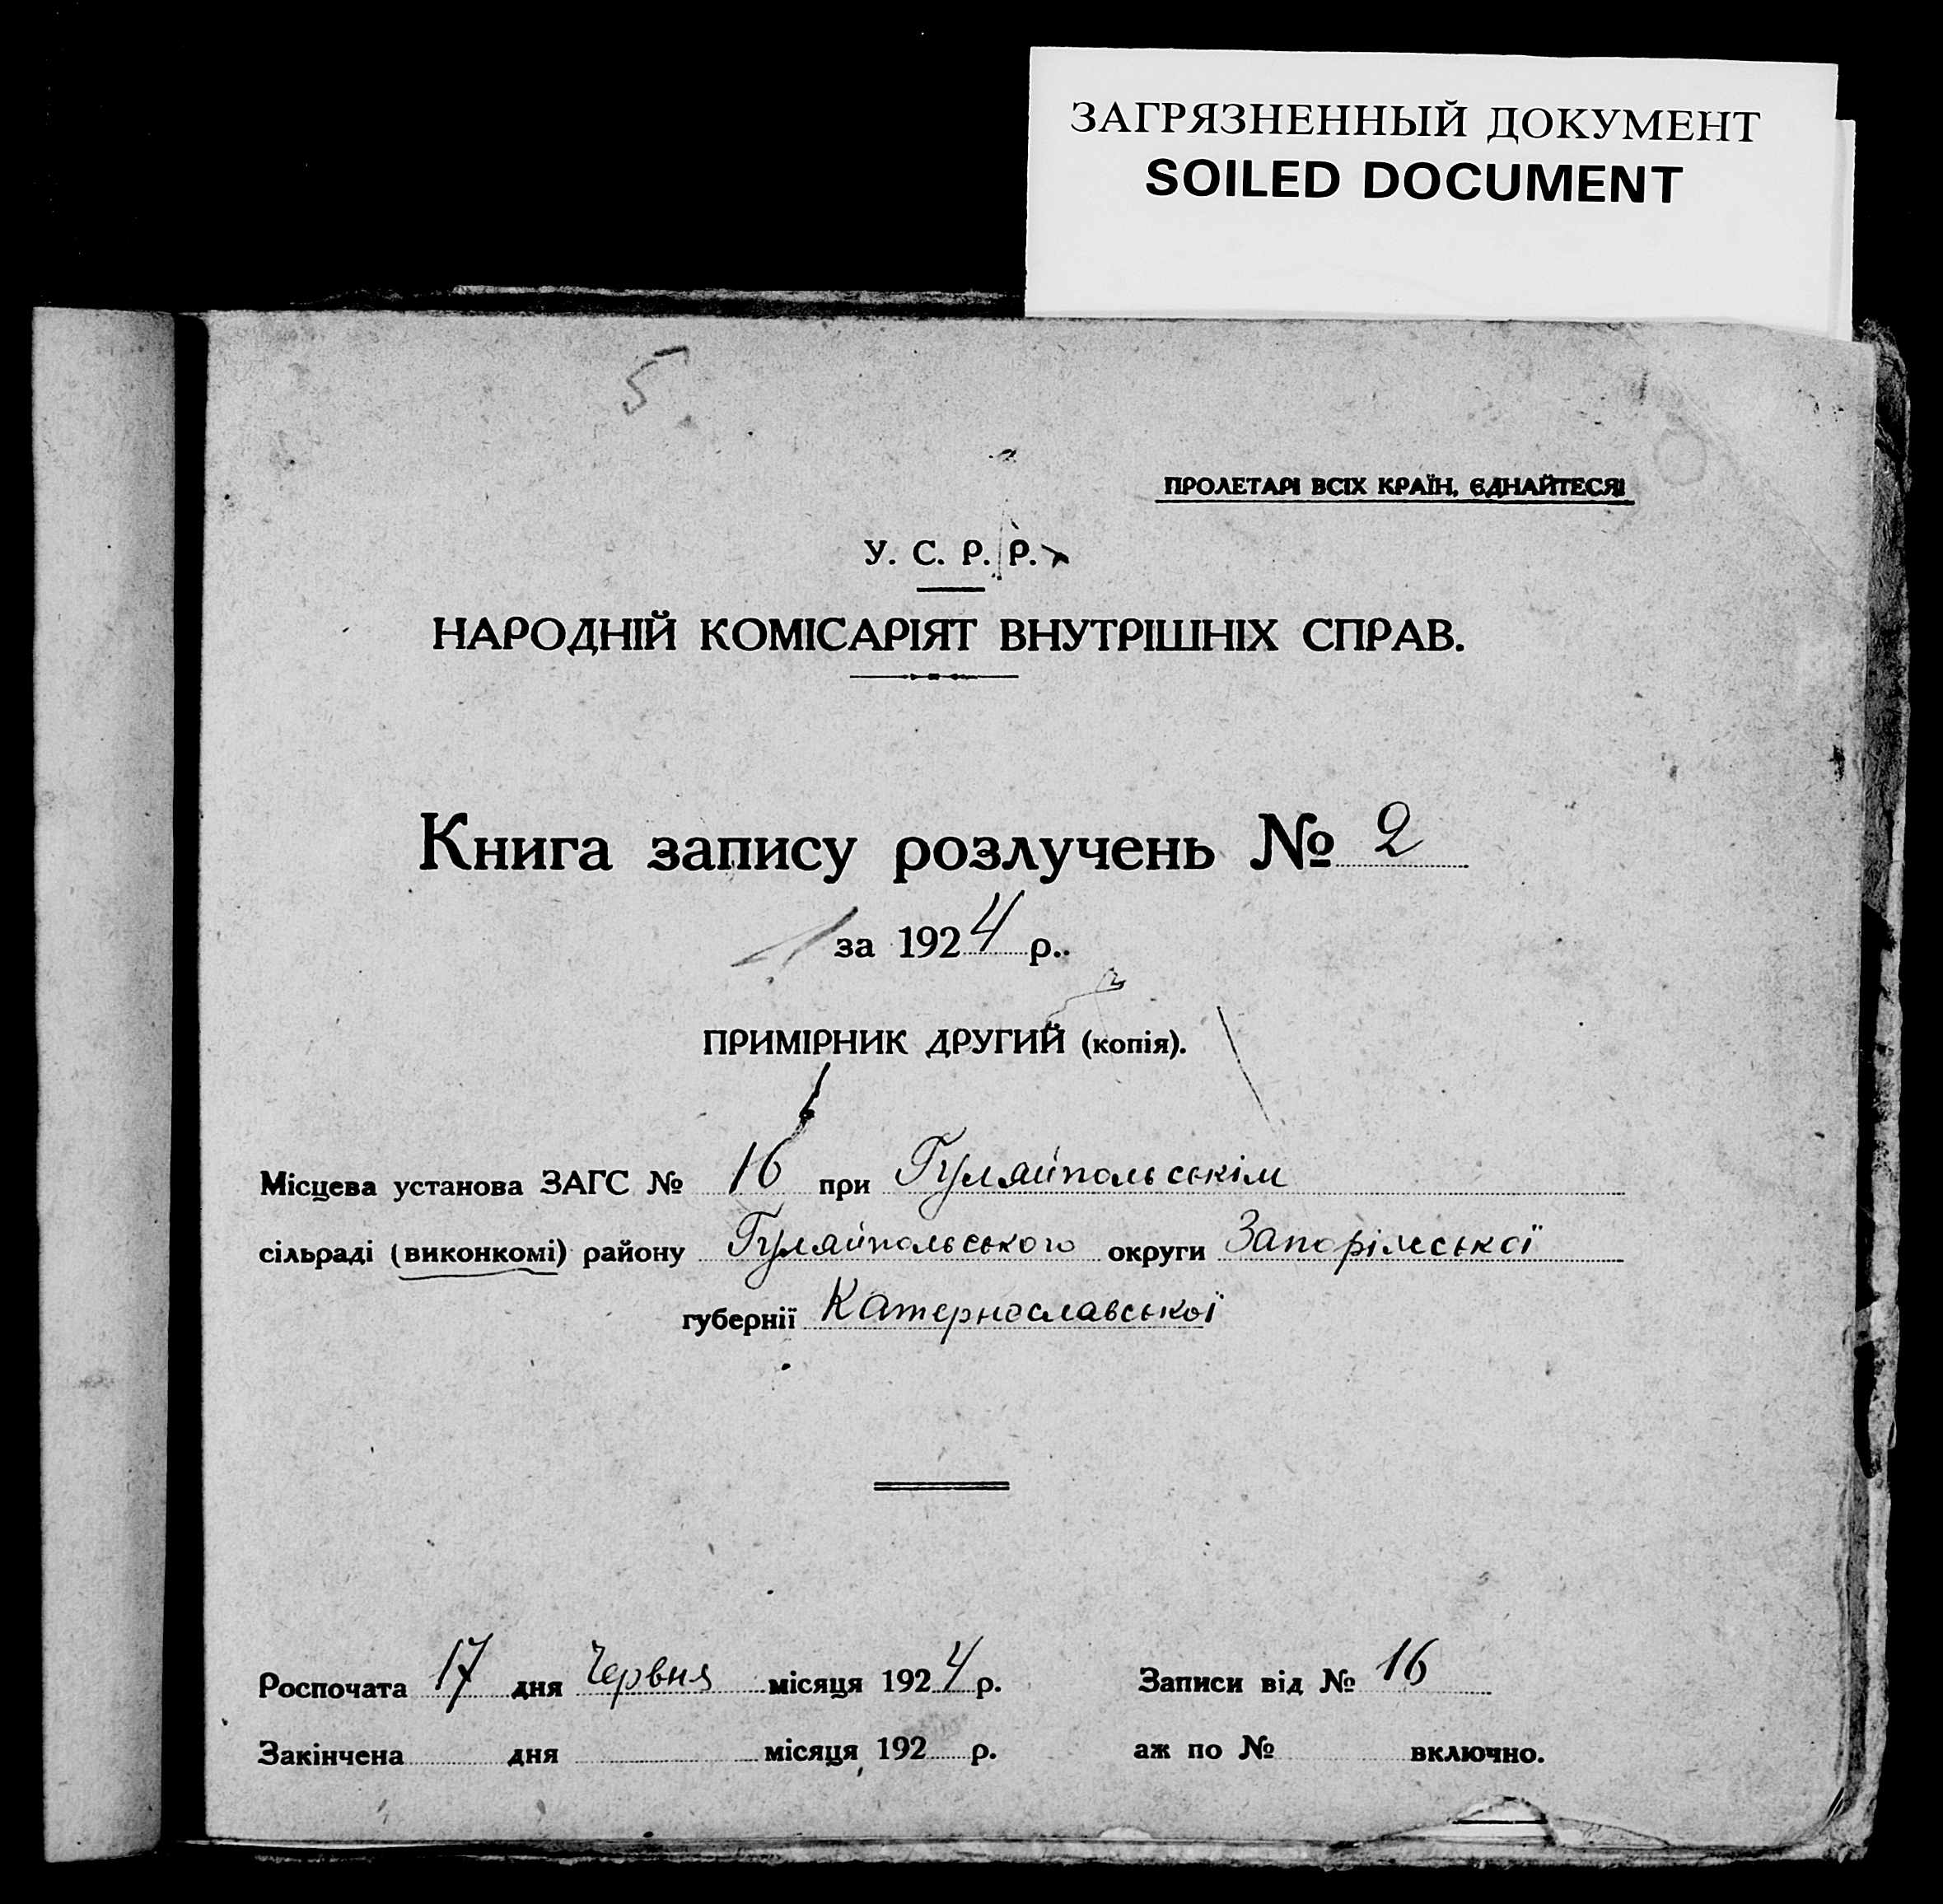 ЗАГРЯЗНЕННЫЙ ДОКУМЕНТ
SOILED DOCUMENT
5
ПРОЛЕТАРІ ВСІХ КРАЇН, ЄДНАЙТЕСЯ!
У. С. Р. Р.
НАРОДНІЙ КОМІСАРІЯТ ВНУТРІШНІХ СПРАВ.
Книга запису розлучень № 2
за 1924 р.
ПРИМІРНИК ДРУГИЙ (копія).
Місцева установа ЗАГС № 16 при Гуляйпольськім
сільраді (виконкомі) району Гуляйпольського округи Запоріжської
губернії Катеринославської
Роспочата 17 дня Червня місяця 1924 р. Записи від № 16
Закінчена дня місяця 192 р. аж по № включно.